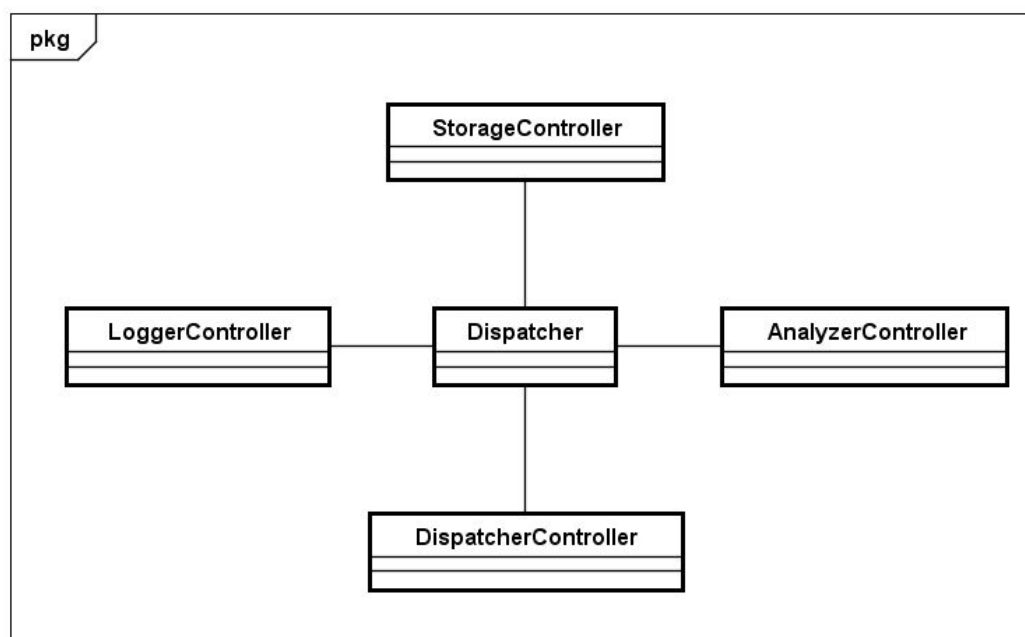 pkg
StorageController
LoggerController
Dispatcher
AnalyzerController
DispatcherController